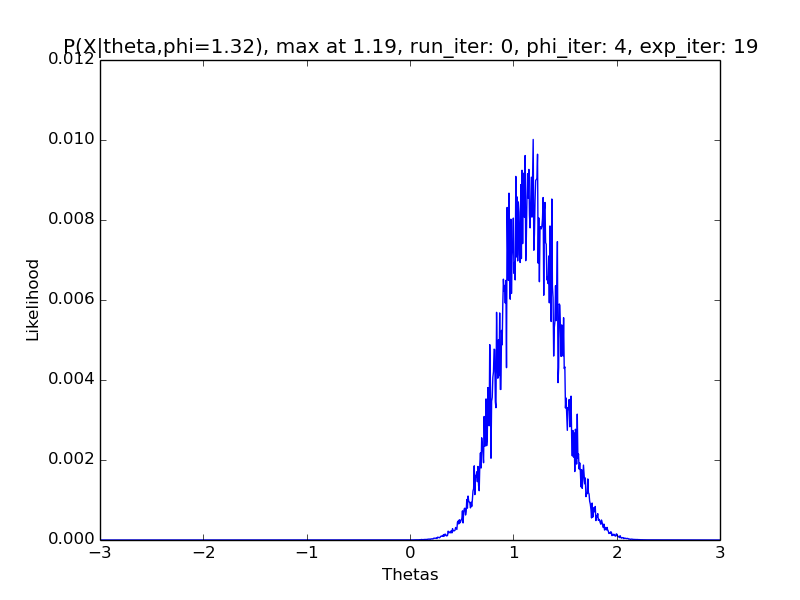 P(X|theta,phi=1.32), max at 1.19, run_iter: 0, phi_iter: 4, exp_iter: 19
0.012
0.010
0.008
0.006
0.004
0.002
0.000
Likelihood
−3 −2 −1 0 1 2 3
Thetas